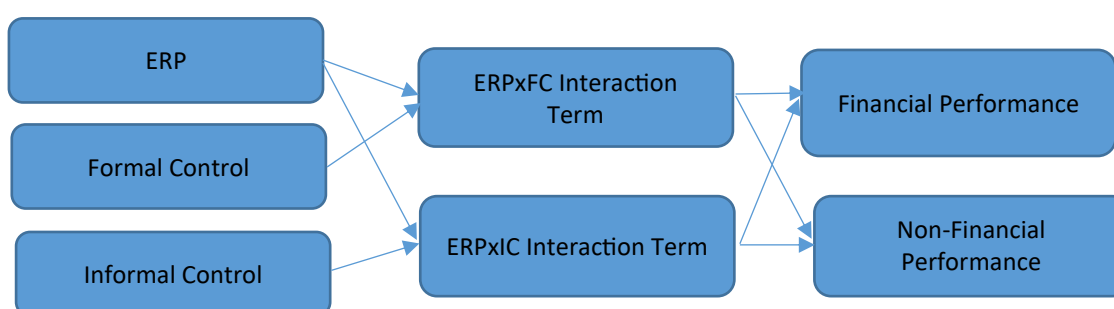 ERP
Formal Control
Informal Control
ERPxFC Interaction
Term
ERPxIC Interaction Term
Financial Performance
Non-Financial
Performance